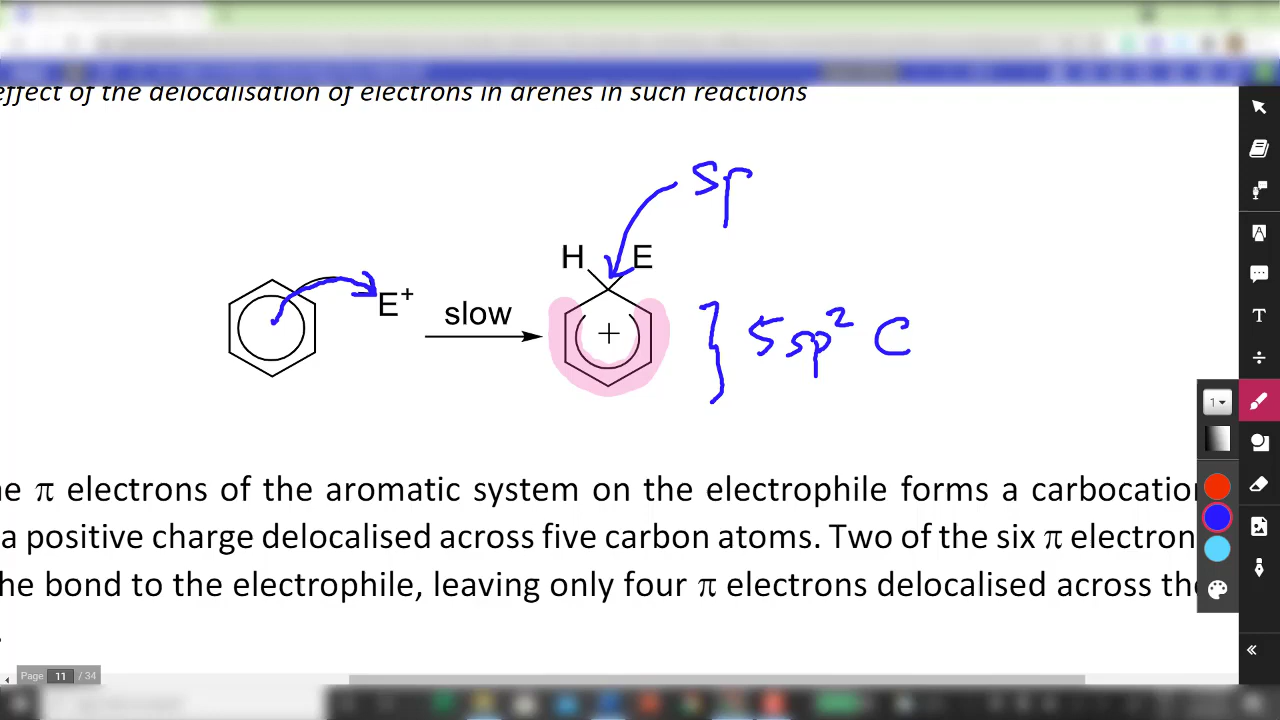 effect of the delocalisation of electrons in arenes in such reactions
sp
H E
E+
slow
+
5 sp² C
1
he π electrons of the aromatic system on the electrophile forms a carbocation
a positive charge delocalised across five carbon atoms. Two of the six π electron
he bond to the electrophile, leaving only four π electrons delocalised across the
Page 11 / 34